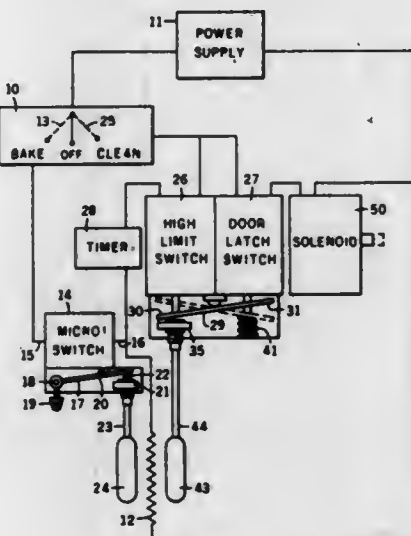 11
POWER
SUPPLY
10
13
25
BAKE OFF CLEAN
26
27
28
50
TIMER
HIGH
LIMIT
SWITCH
DOOR
LATCH
SWITCH
SOLENOID
14
MICRO
SWITCH
15
16
30
29
31
35
41
18
22
21
19
17
20
23
44
24
43
12